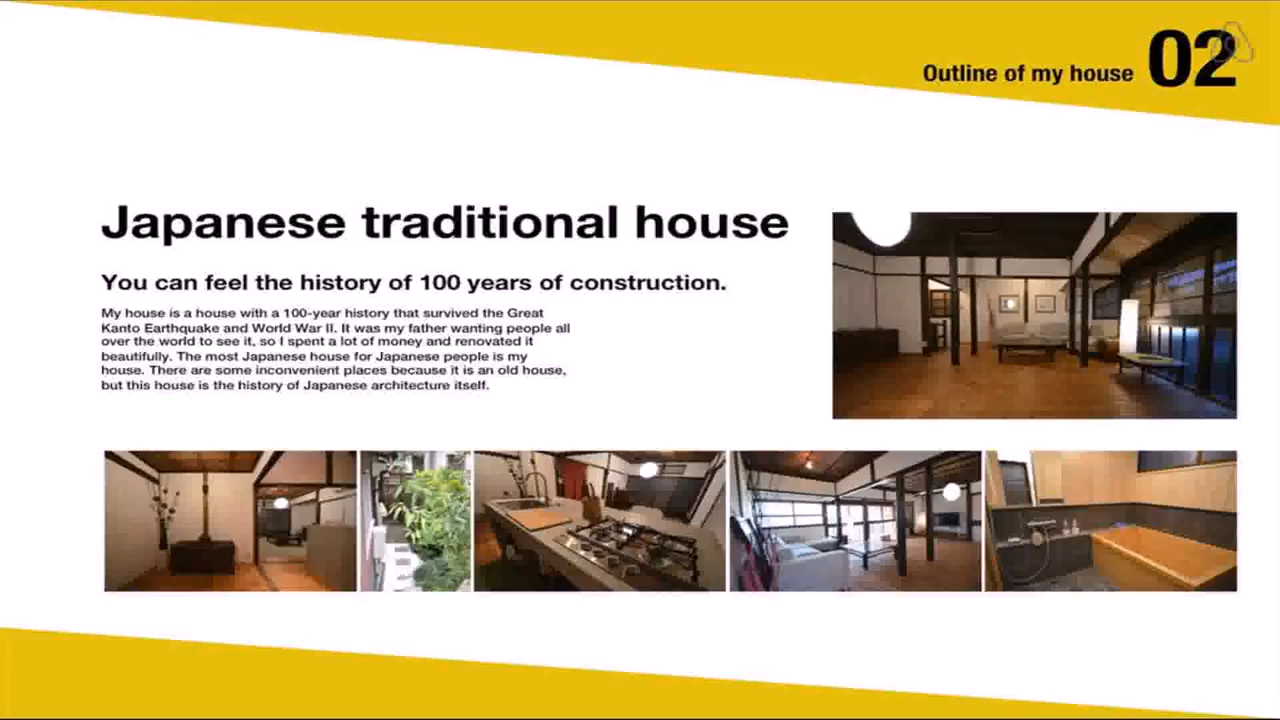 Outline of my house 02
Japanese traditional house
You can feel the history of 100 years of construction.
My house is a house with a 100-year history that survived the Great
Kanto Earthquake and World War II. It was my father wanting people all
over the world to see it, so I spent a lot of money and renovated it
beautifully. The most Japanese house for Japanese people is my
house. There are some inconvenient places because it is an old house,
but this house is the history of Japanese architecture itself.